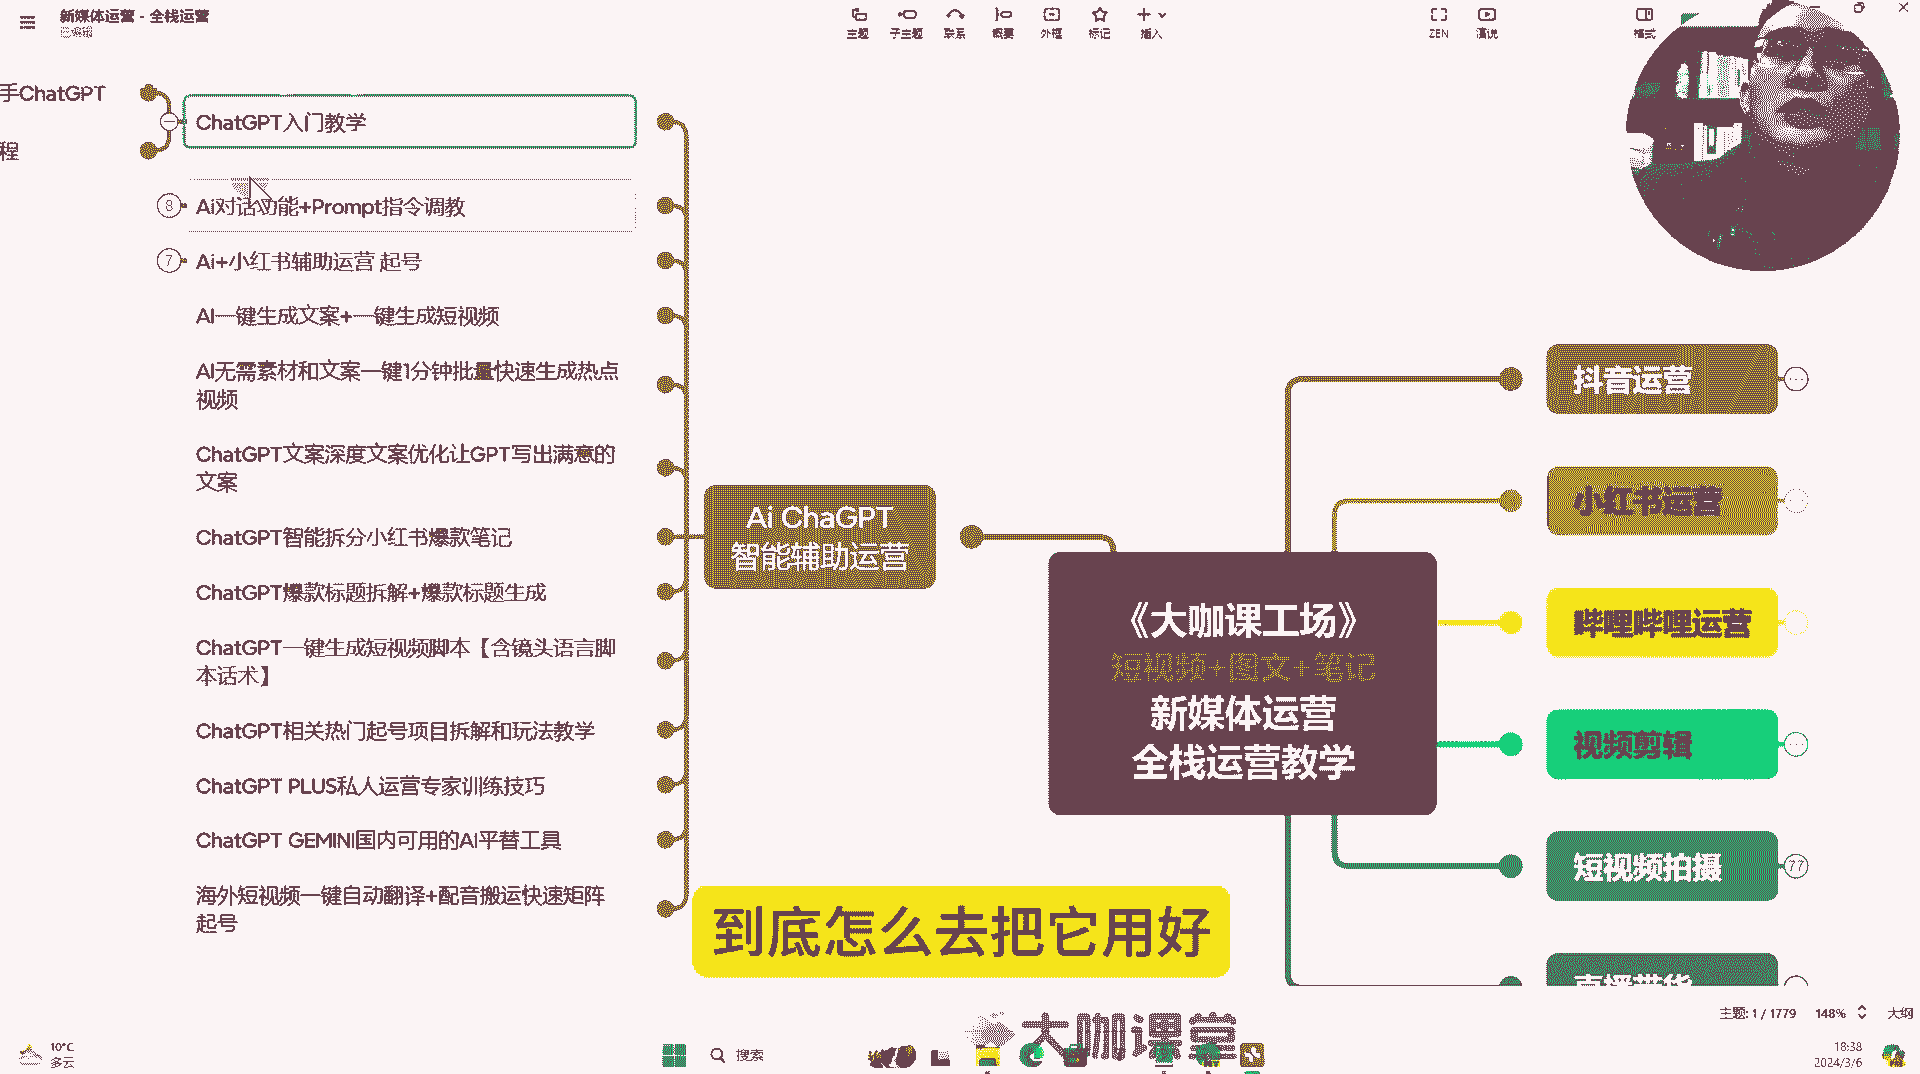 新媒体运营 - 全栈运营
已编辑
主题
子主题
联系
概要
外框
标记
插入
ZEN
演说
格式
手ChatGPT
程
ChatGPT入门教学
8
Ai对话功能+Prompt指令调教
7
Ai+小红书辅助运营 起号
AI一键生成文案+一键生成短视频
AI无需素材和文案一键1分钟批量快速生成热点
视频
ChatGPT文案深度文案优化让GPT写出满意的
文案
ChatGPT智能拆分小红书爆款笔记
ChatGPT爆款标题拆解+爆款标题生成
ChatGPT一键生成短视频脚本【含镜头语言脚
本话术】
ChatGPT相关热门起号项目拆解和玩法教学
ChatGPT PLUS私人运营专家训练技巧
ChatGPT GEMINI国内可用的AI平替工具
海外短视频一键自动翻译+配音搬运快速矩阵
起号
Ai ChaGPT
智能辅助运营
《大咖课工场》
短视频+图文+笔记
新媒体运营
全栈运营教学
抖音运营
小红书运营
哔哩哔哩运营
视频剪辑
短视频拍摄
77
直播带货
到底怎么去把它用好
主题: 1 / 1779
148%
大纲
大咖课堂
10°C
多云
搜索
18:38
2024/3/6